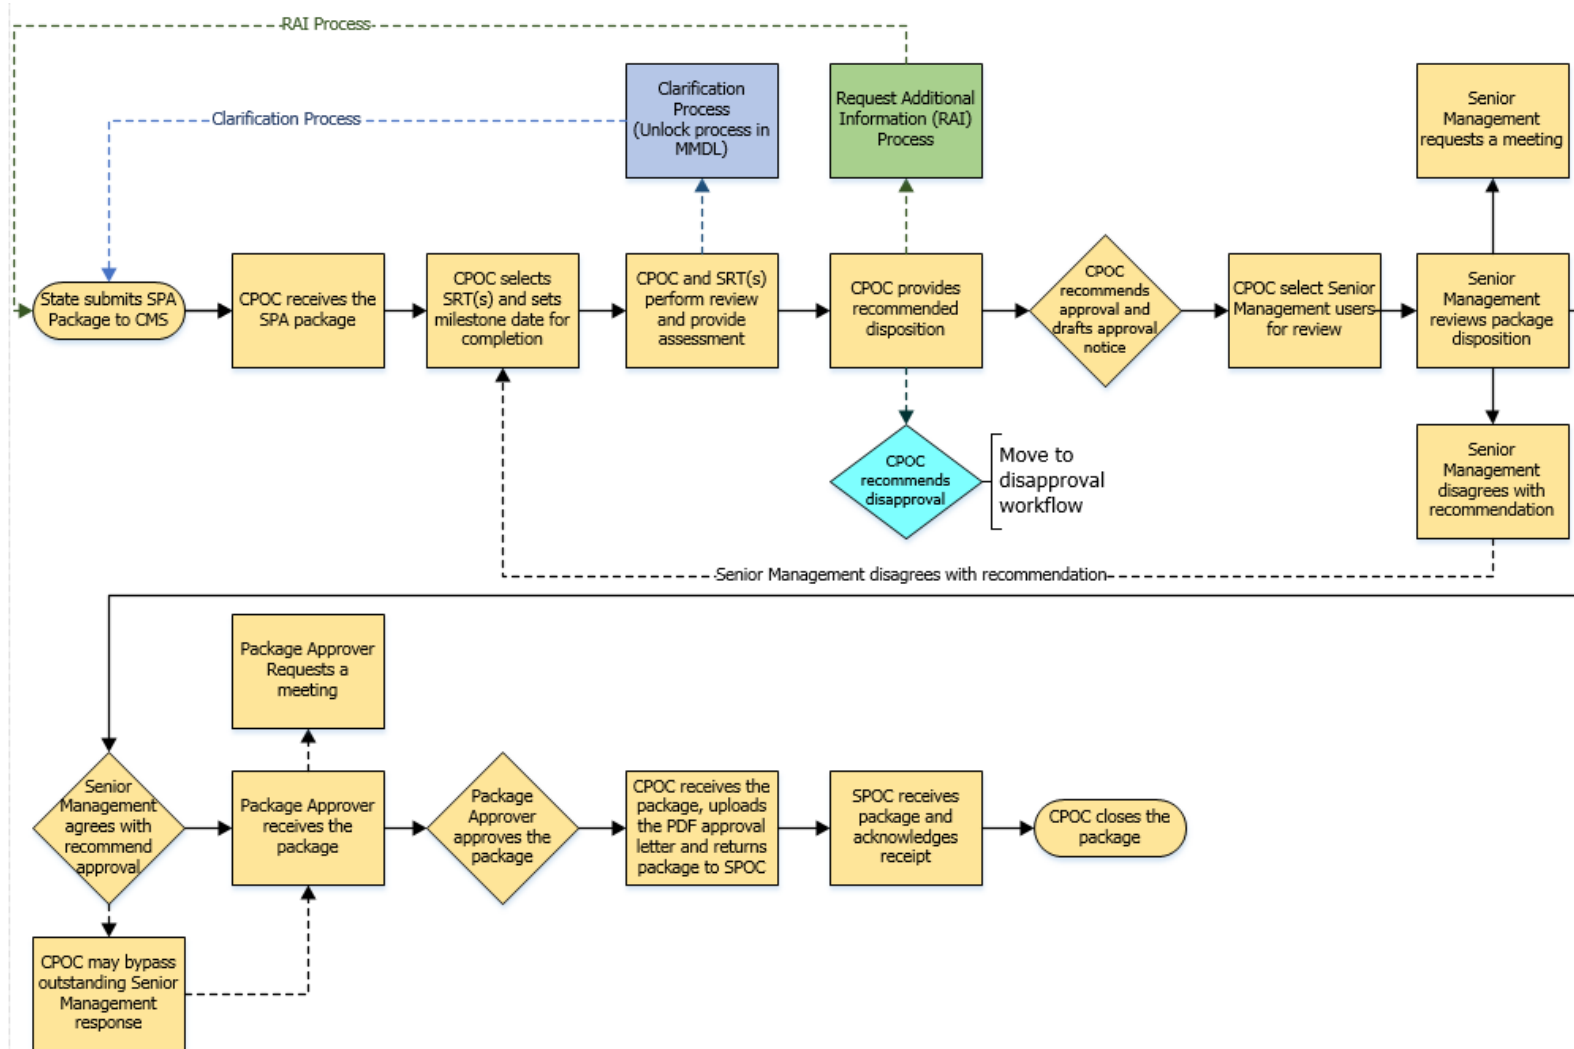 RAI Process
Clarification
Process
(Unlock process in
MMDL)
Request Additional
Information (RAI)
Process
Senior
Management
requests a meeting
Clarification Process
State submits SPA
Package to CMS
CPOC receives the
SPA package
CPOC selects
SRT(s) and sets
milestone date for
completion
CPOC and SRT(s)
perform review
and provide
assessment
CPOC provides
recommended
disposition
CPOC
recommends
approval and
drafts approval
notice
CPOC select Senior
Management users
for review
Senior
Management
reviews package
disposition
CPOC
recommends
disapproval
Move to
disapproval
workflow
Senior
Management
disagrees with
recommendation
Senior Management disagrees with recommendation
Package Approver
Requests a
meeting
Senior
Management
agrees with
recommend
approval
Package Approver
receives the
package
Package
Approver
approves the
package
CPOC receives the
package, uploads
the PDF approval
letter and returns
package to SPOC
SPOC receives
package and
acknowledges
receipt
CPOC closes the
package
CPOC may bypass
outstanding Senior
Management
response